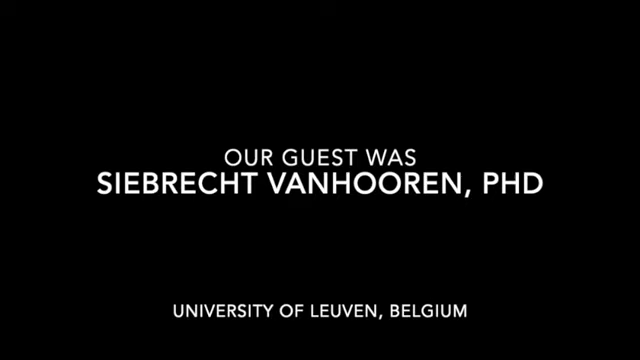 OUR GUEST WAS
SIEBRECHT VANHOOREN, PHD
UNIVERSITY OF LEUVEN, BELGIUM